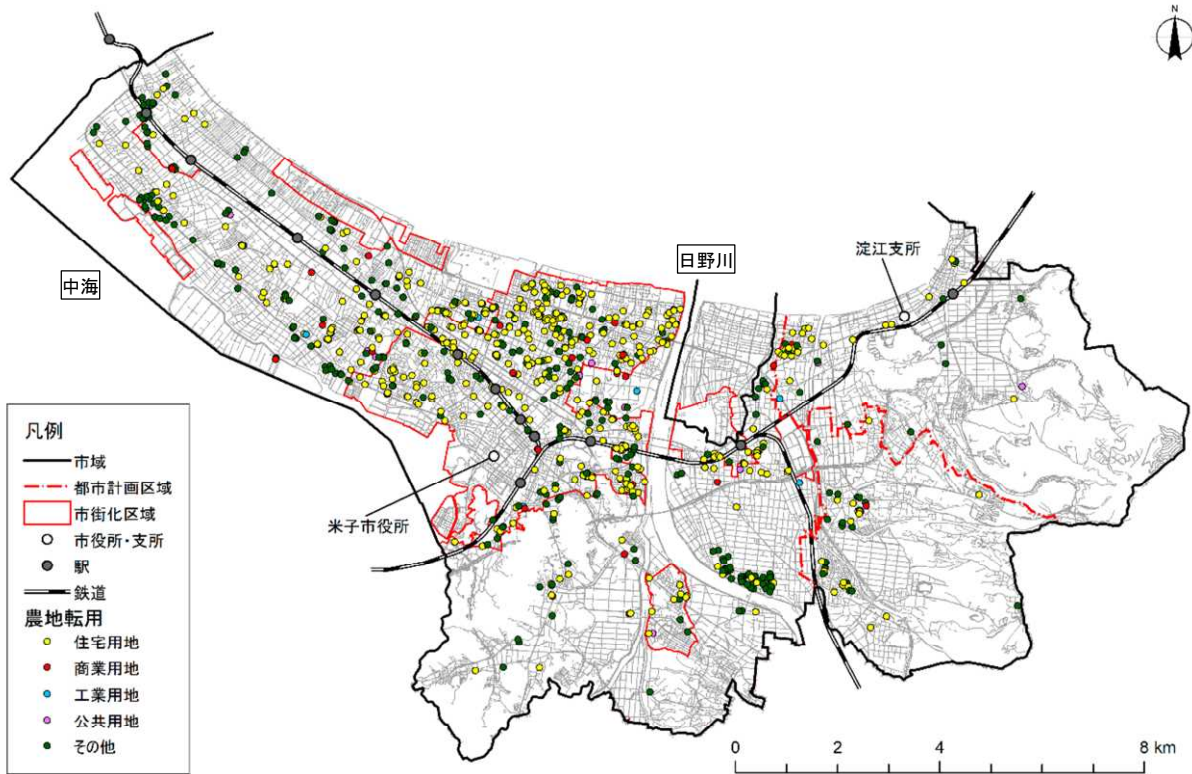 N
淀江支所
日野川
中海
米子市役所
凡例
市域
都市計画区域
市街化区域
市役所・支所
駅
鉄道
農地転用
住宅用地
商業用地
工業用地
公共用地
その他
0 2 4 8 km